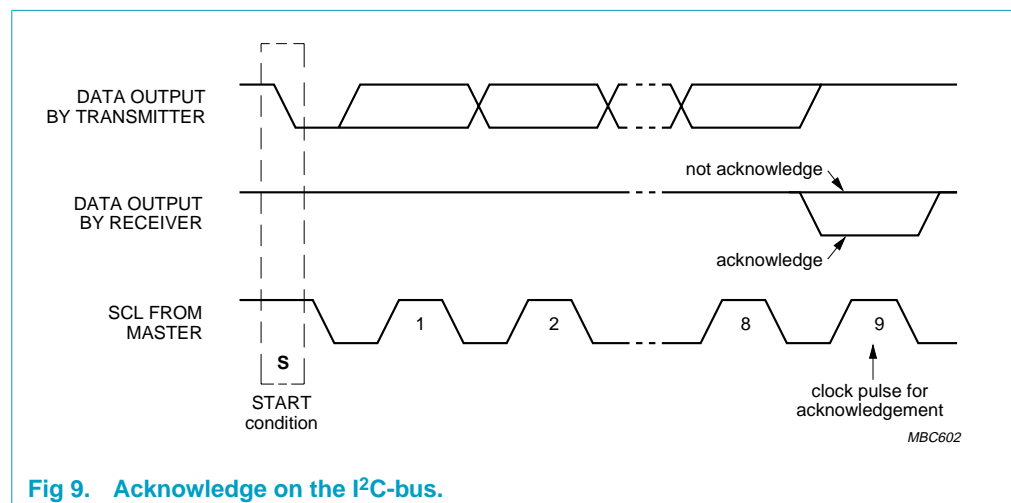 DATA OUTPUT
BY TRANSMITTER
not acknowledge
DATA OUTPUT
BY RECEIVER
acknowledge
SCL FROM
MASTER
1
2
8
9
S
START
condition
clock pulse for
acknowledgement
MBC602
Fig 9. Acknowledge on the I²C-bus.